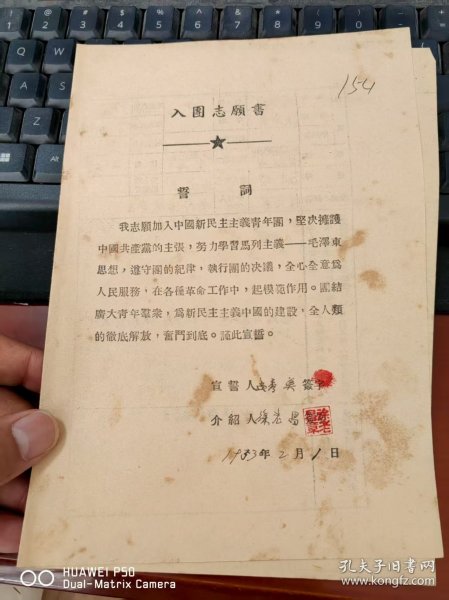 154
入團志願書
誓詞
我志願加入中國新民主主義青年團，堅决擁護
中國共產黨的主張，努力學習馬列主義——毛澤東
思想，遵守團的紀律，執行團的决議，全心全意爲
人民服務，在各種革命工作中，起模範作用。團結
廣大青年羣衆，爲新民主主義中國的建設，全人類
的徹底解放，奮鬥到底。謹此宣誓。
宣誓人 簽字
介紹人徐 昌
1953年2月1日
HUAWEI P50
Dual-Matrix Camera
孔夫子旧书网
www.kongfz.com